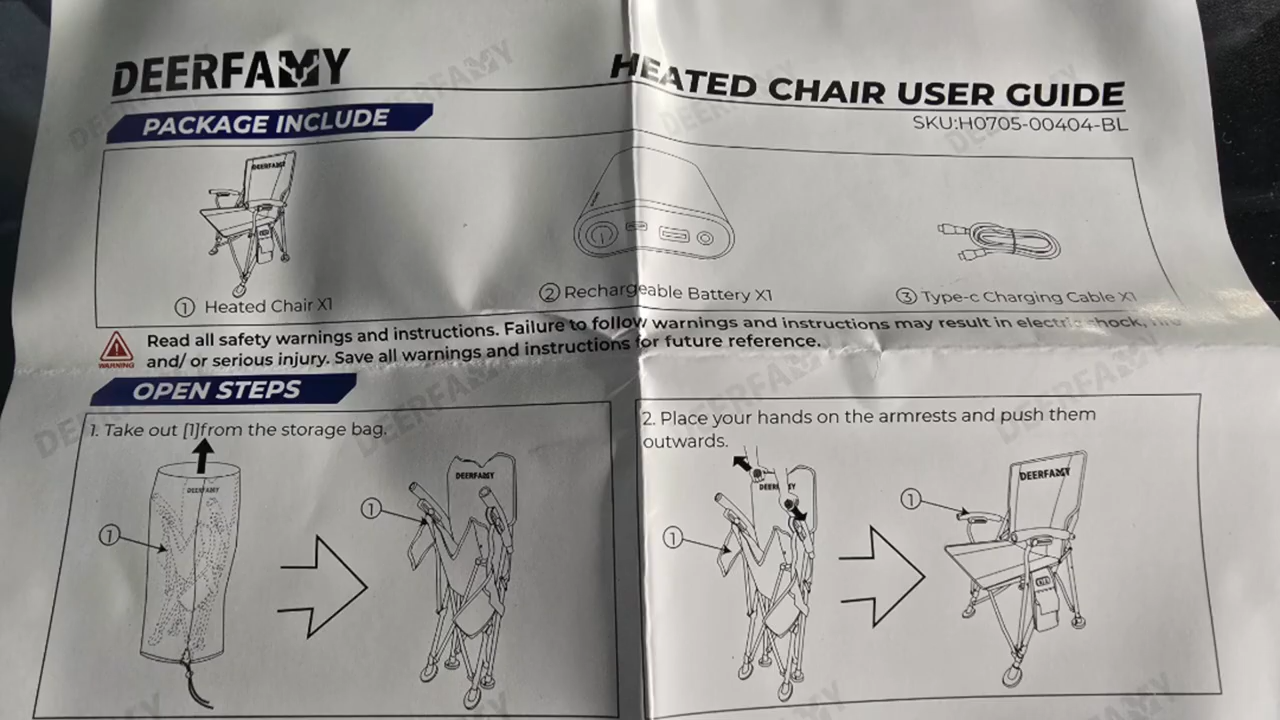 DEERFAMY
HEATED CHAIR USER GUIDE
SKU:H0705-00404-BL
PACKAGE INCLUDE
DEERFAMY
① Heated Chair X1
② Rechargeable Battery X1
③ Type-c Charging Cable X1
WARNING
Read all safety warnings and instructions. Failure to follow warnings and instructions may result in electric shock,
and/ or serious injury. Save all warnings and instructions for future reference.
OPEN STEPS
1. Take out [1]from the storage bag.
DEERFAMY
①
DEERFAMY
①
2. Place your hands on the armrests and push them
outwards.
①
DEERFAMY
①